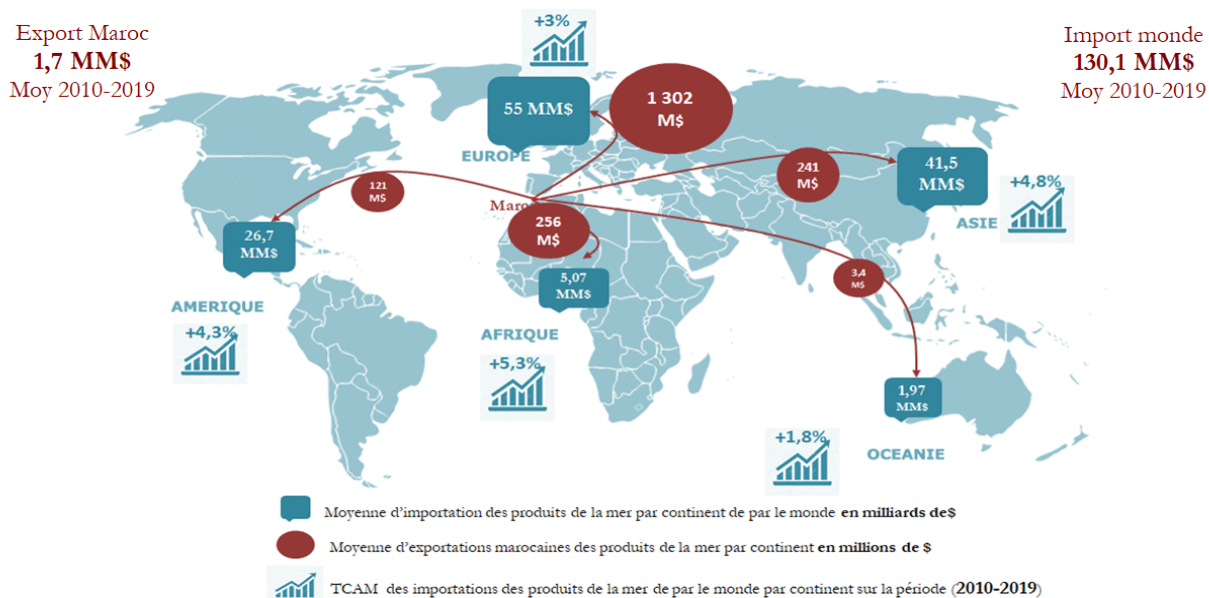 Export Maroc
1,7 MM$
Moy 2010-2019
Import monde
130,1 MM$
Moy 2010-2019
+3%
55 MM$
1 302
M$
EUROPE
241
M$
41,5
MM$
+4,8%
ASIE
121
M$
Maro
256
M$
26,7
MM$
5,07
MM$
3,4
M$
AMERIQUE
+4,3%
AFRIQUE
+5,3%
1,97
MM$
+1,8%
OCEANIE
Moyenne d'importation des produits de la mer par continent de par le monde en milliards de$
Moyenne d'exportations marocaines des produits de la mer par continent en millions de $
TCAM des importations des produits de la mer de par le monde par continent sur la période (2010-2019)